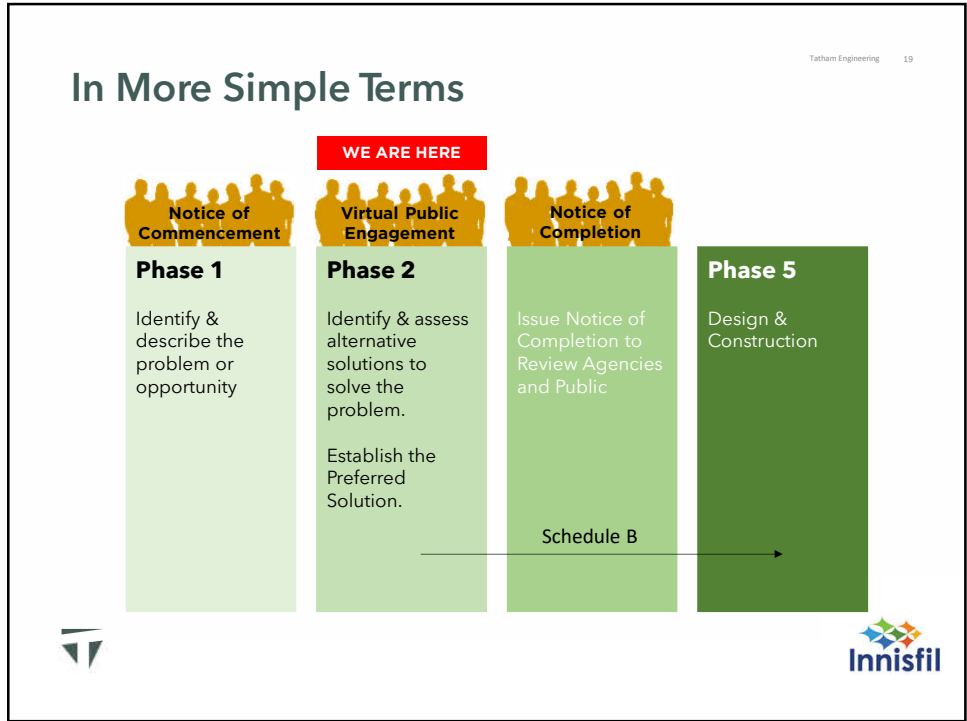 Tatham Engineering 19
In More Simple Terms
WE ARE HERE
Notice of
Commencement
Virtual Public
Engagement
Notice of
Completion
Phase 1
Identify &
describe the
problem or
opportunity
Phase 2
Identify & assess
alternative
solutions to
solve the
problem.
Establish the
Preferred
Solution.
Issue Notice of
Completion to
Review Agencies
and Public
Phase 5
Design &
Construction
Schedule B
Innisfil